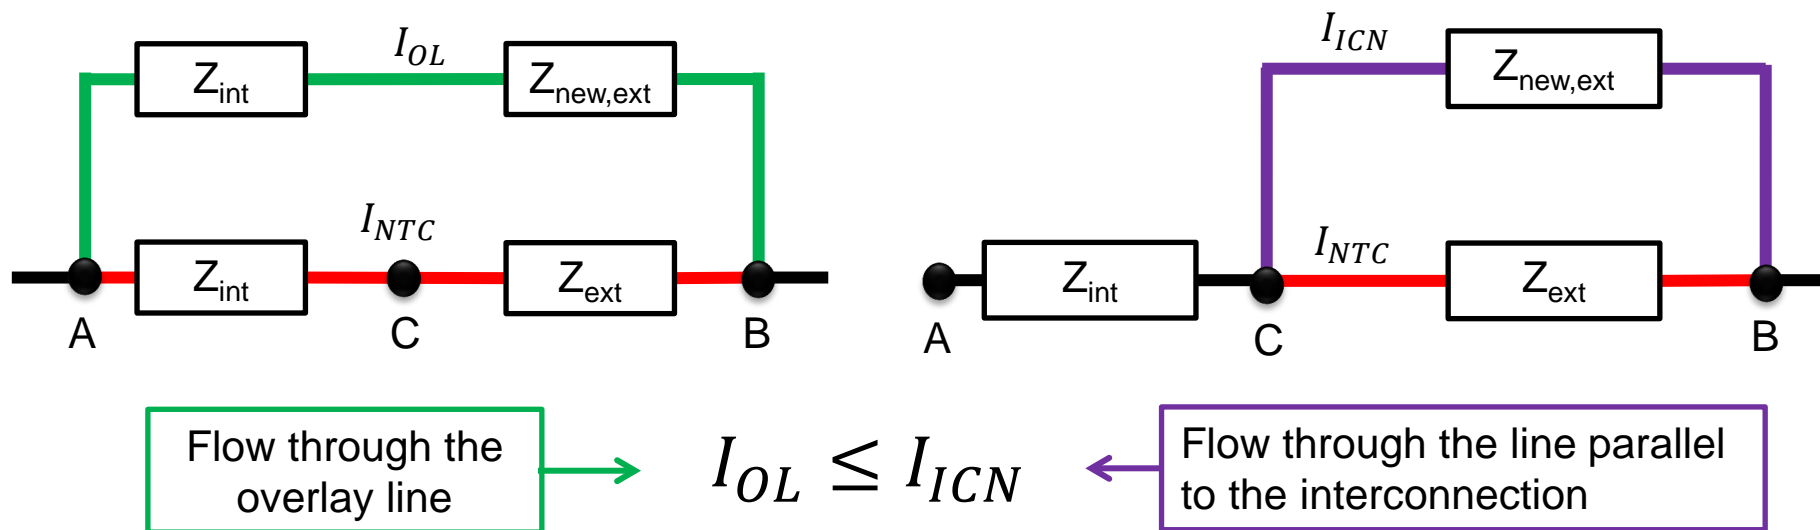 I_OL
Z_int
Z_new,ext
I_NTC
Z_int
Z_ext
A
C
B
I_ICN
Z_new,ext
I_NTC
Z_int
Z_ext
A
C
B
Flow through the
overlay line
I_OL ≤ I_ICN
Flow through the line parallel
to the interconnection